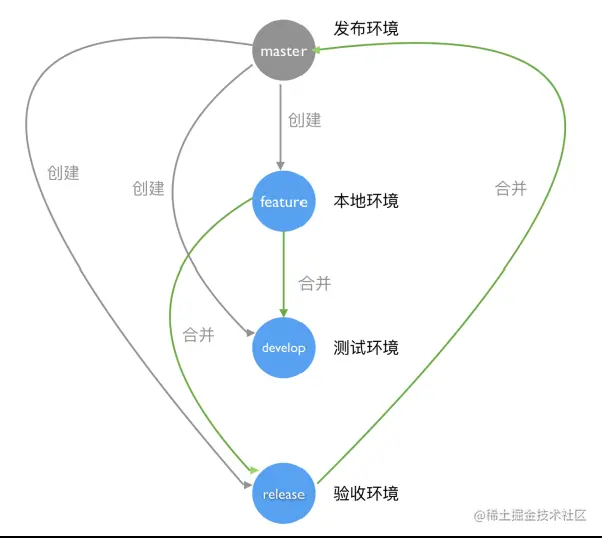 发布环境
master
创建
创建
创建
合并
feature
本地环境
合并
合并
develop
测试环境
release
验收环境
@稀土掘金技术社区